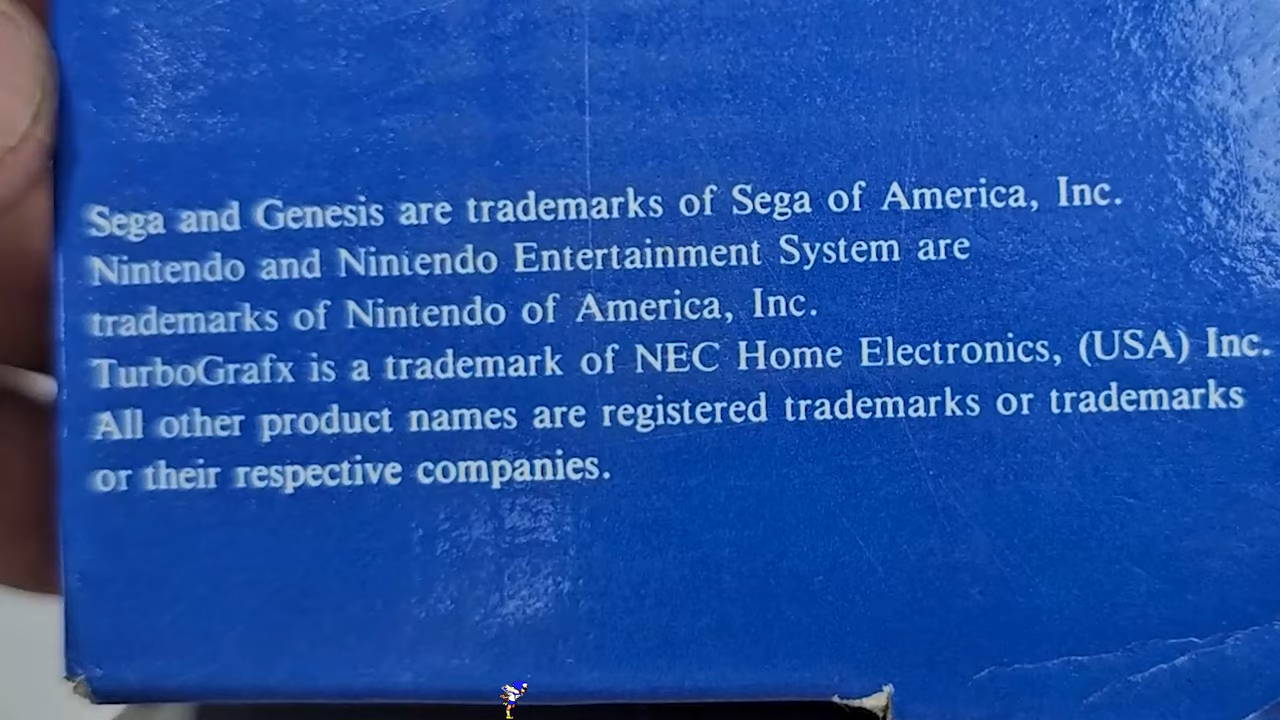 Sega and Genesis are trademarks of Sega of America, Inc.
Nintendo and Nintendo Entertainment System are
trademarks of Nintendo of America, Inc.
TurboGrafx is a trademark of NEC Home Electronics, (USA) Inc.
All other product names are registered trademarks or trademarks
or their respective companies.